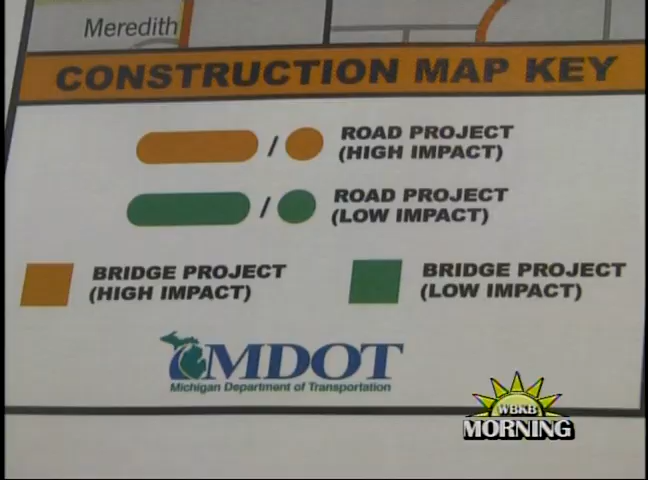 Meredith
CONSTRUCTION MAP KEY
/ ROAD PROJECT
(HIGH IMPACT)
/ ROAD PROJECT
(LOW IMPACT)
BRIDGE PROJECT
(HIGH IMPACT)
BRIDGE PROJECT
(LOW IMPACT)
MDOT
Michigan Department of Transportation
WBKB
MORNING